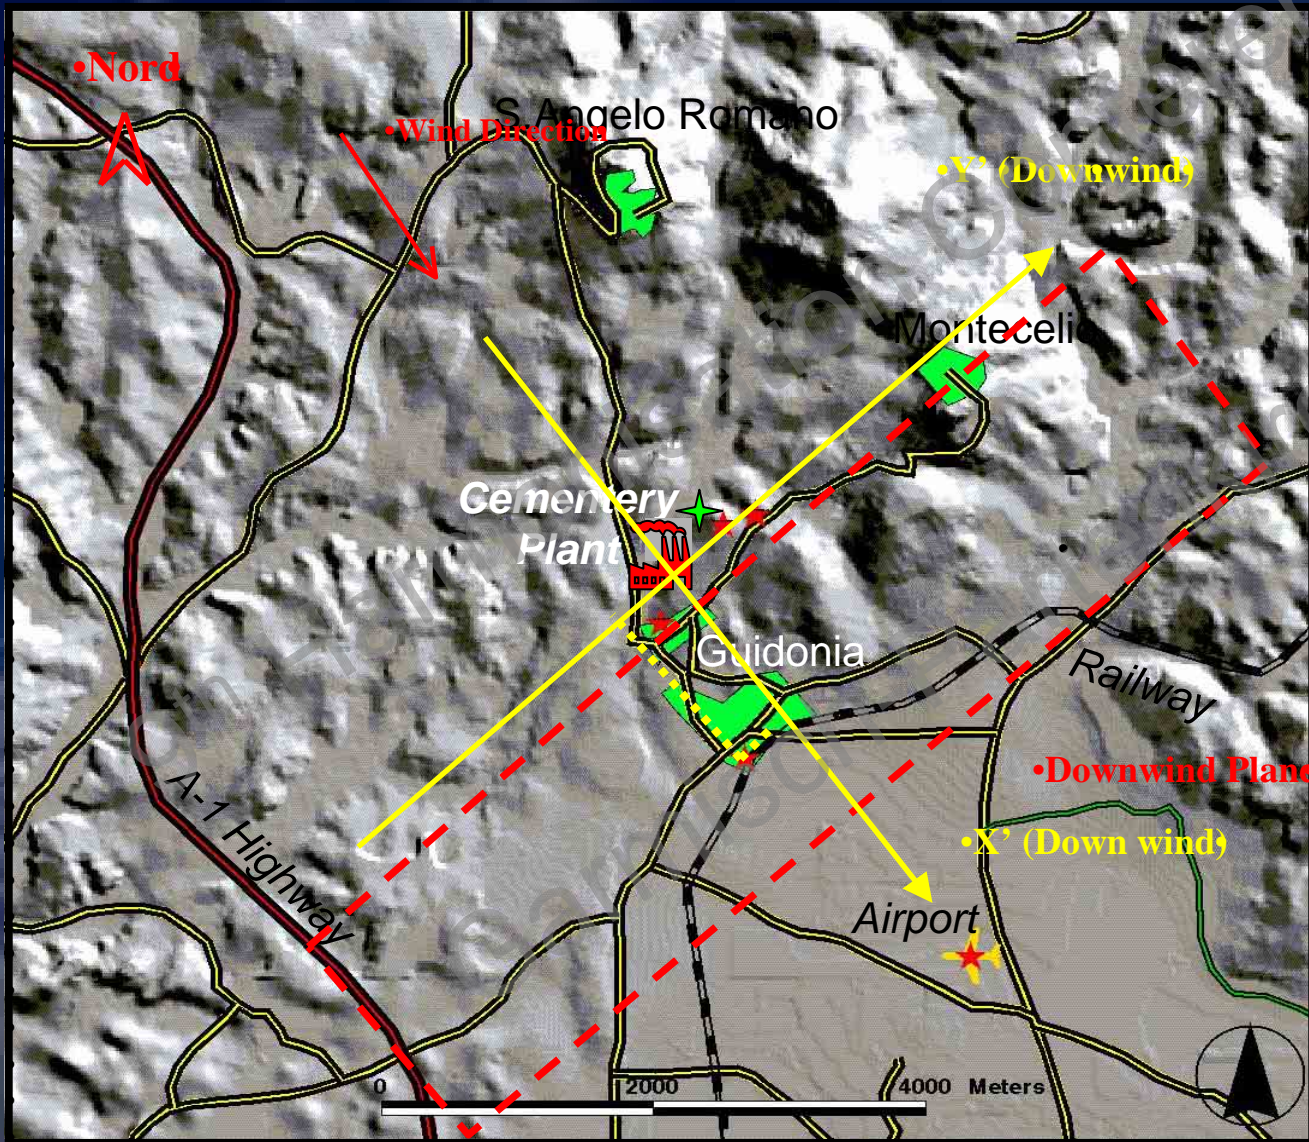 •Nord
S.Angelo Romano
•Wind Direction
•Y' (Downwind)
Montecelio
Cementery
Plant
Guidonia
Railway
•Downwind Plane
•X' (Down wind)
A-1 Highway
Airport
0 2000 4000 Meters